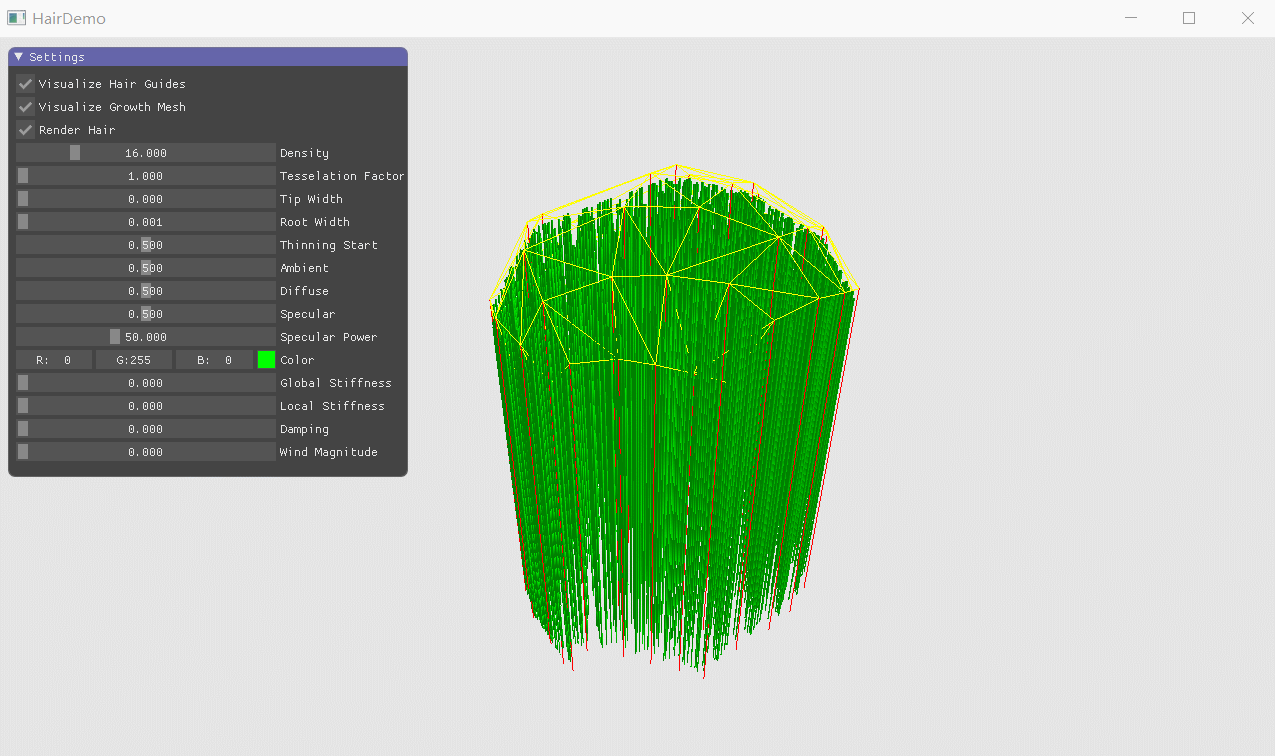 HairDemo
Settings
Visualize Hair Guides
Visualize Growth Mesh
Render Hair
16.000 Density
1.000 Tesselation Factor
0.000 Tip Width
0.001 Root Width
0.500 Thinning Start
0.500 Ambient
0.500 Diffuse
0.500 Specular
50.000 Specular Power
R: 0 G:255 B: 0 Color
0.000 Global Stiffness
0.000 Local Stiffness
0.000 Damping
0.000 Wind Magnitude